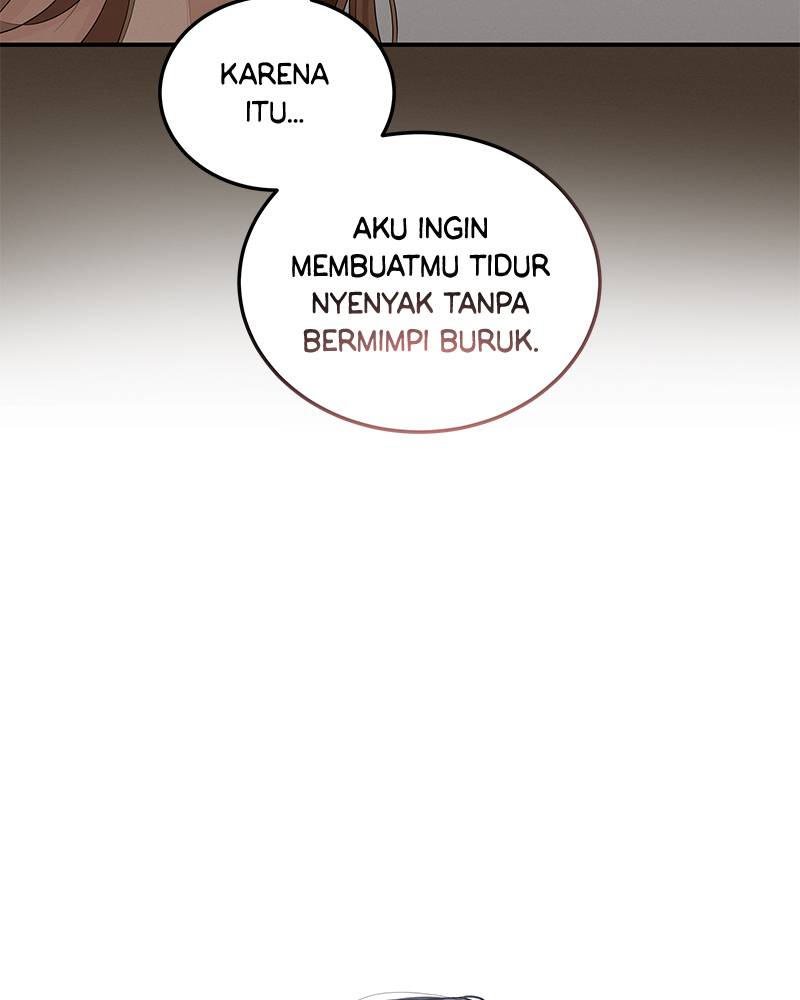 KARENA
ITU...
AKU INGIN
MEMBUATMU TIDUR
NYENYAK TANPA
BERMIMPI BURUK.